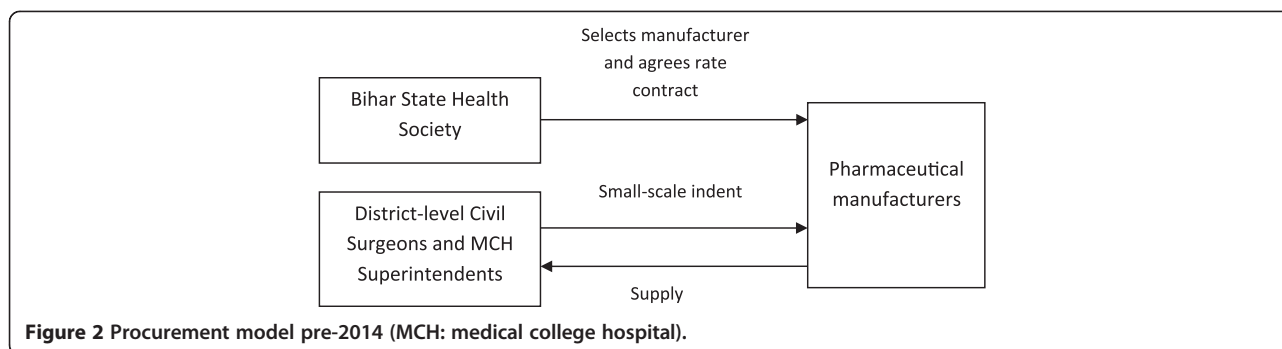 Selects manufacturer
and agrees rate
contract
Bihar State Health
Society
Pharmaceutical
manufacturers
Small-scale indent
District-level Civil
Surgeons and MCH
Superintendents
Supply
Figure 2 Procurement model pre-2014 (MCH: medical college hospital).